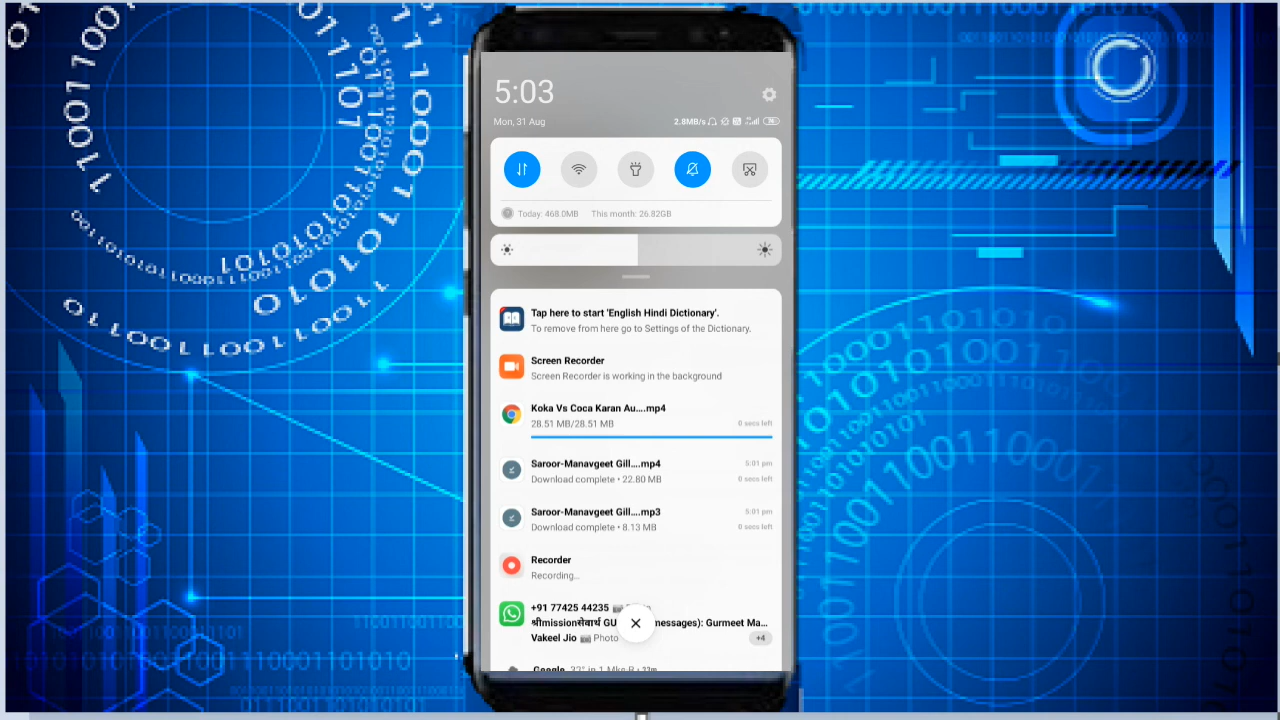 5:03
Mon, 31 Aug
2.8MB/s
Today: 468.0MB This month: 26.82GB
Tap here to start 'English Hindi Dictionary'.
To remove from here go to Settings of the Dictionary.
Screen Recorder
Screen Recorder is working in the background
Koka Vs Coca Karan Au....mp4
28.51 MB/28.51 MB 0 secs left
Saroor-Manavgeet Gill....mp4 5:01 pm
Download complete • 22.80 MB 0 secs left
Saroor-Manavgeet Gill....mp3 5:01 pm
Download complete • 8.13 MB 0 secs left
Recorder
Recording...
+91 77425 44235
श्रीmissionसेवार्थ GU messages): Gurmeet Ma...
Vakeel Jio Photo +4
Google